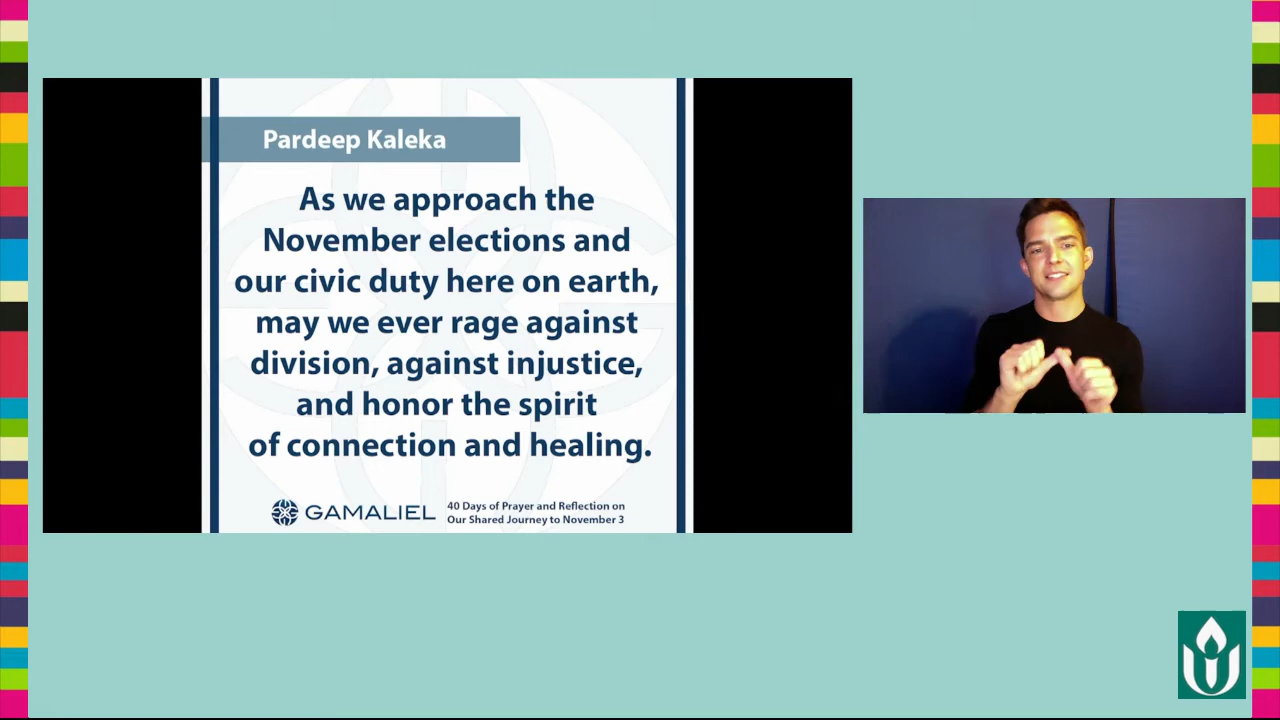 Pardeep Kaleka
As we approach the
November elections and
our civic duty here on earth,
may we ever rage against
division, against injustice,
and honor the spirit
of connection and healing.
GAMALIEL
40 Days of Prayer and Reflection on
Our Shared Journey to November 3